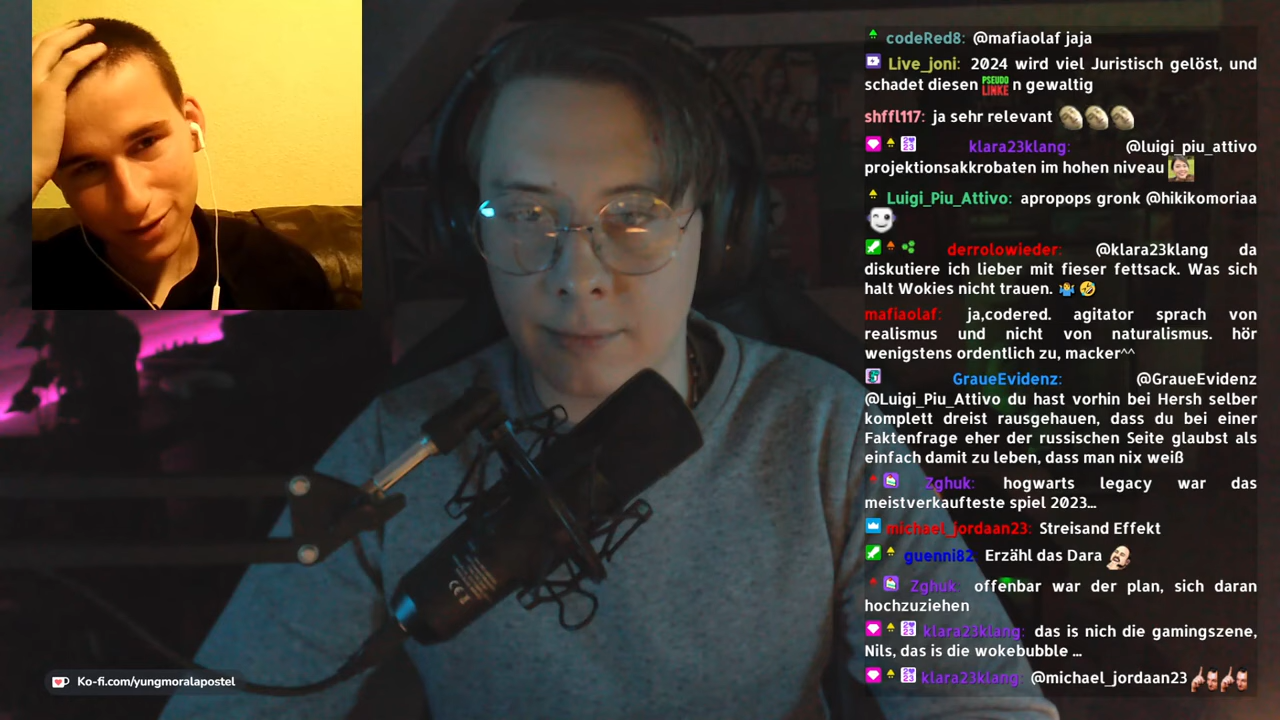 codeRed8: @mafiaolaf jaja
Live_joni: 2024 wird viel Juristisch gelöst, und
schadet diesen PSEUDO LINKE n gewaltig
shffl117: ja sehr relevant
klara23klang: @luigi_piu_attivo
projektionsakkrobaten im hohen niveau
Luigi_Piu_Attivo: apropops gronk @hikikomoriaa
derrolowieder: @klara23klang da
diskutiere ich lieber mit fieser fettsack. Was sich
halt Wokies nicht trauen. 🤷‍♂️ 🤣
mafiaolaf: ja,codered. agitator sprach von
realismus und nicht von naturalismus. hör
wenigstens ordentlich zu, macker^^
GraueEvidenz: @GraueEvidenz
@Luigi_Piu_Attivo du hast vorhin bei Hersh selber
komplett dreist rausgehauen, dass du bei einer
Faktenfrage eher der russischen Seite glaubst als
einfach damit zu leben, dass man nix weiß
Zghuk: hogwarts legacy war das
meistverkaufteste spiel 2023...
michael_jordaan23: Streisand Effekt
guenni82: Erzähl das Dara
Zghuk: offenbar war der plan, sich daran
hochzuziehen
klara23klang: das is nich die gamingszene,
Nils, das is die wokebubble ...
klara23klang: @michael_jordaan23
Ko-fi.com/yungmoralapostel